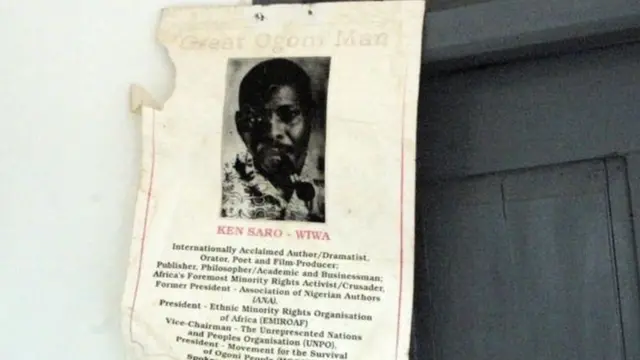 Great Ogoni Man
KEN SARO - WIWA
Internationally Acclaimed Author/Dramatist,
Orator, Poet and Film-Producer;
Publisher, Philosopher/Academic and Businessman;
Africa's Foremost Minority Rights Activist/Crusader,
Former President - Association of Nigerian Authors
(ANA).
President - Ethnic Minority Rights Organisation
of Africa (EMIROAF)
Vice-Chairman - The Unrepresented Nations
and Peoples Organisation (UNPO).
President - Movement for the Survival
of Ogoni People